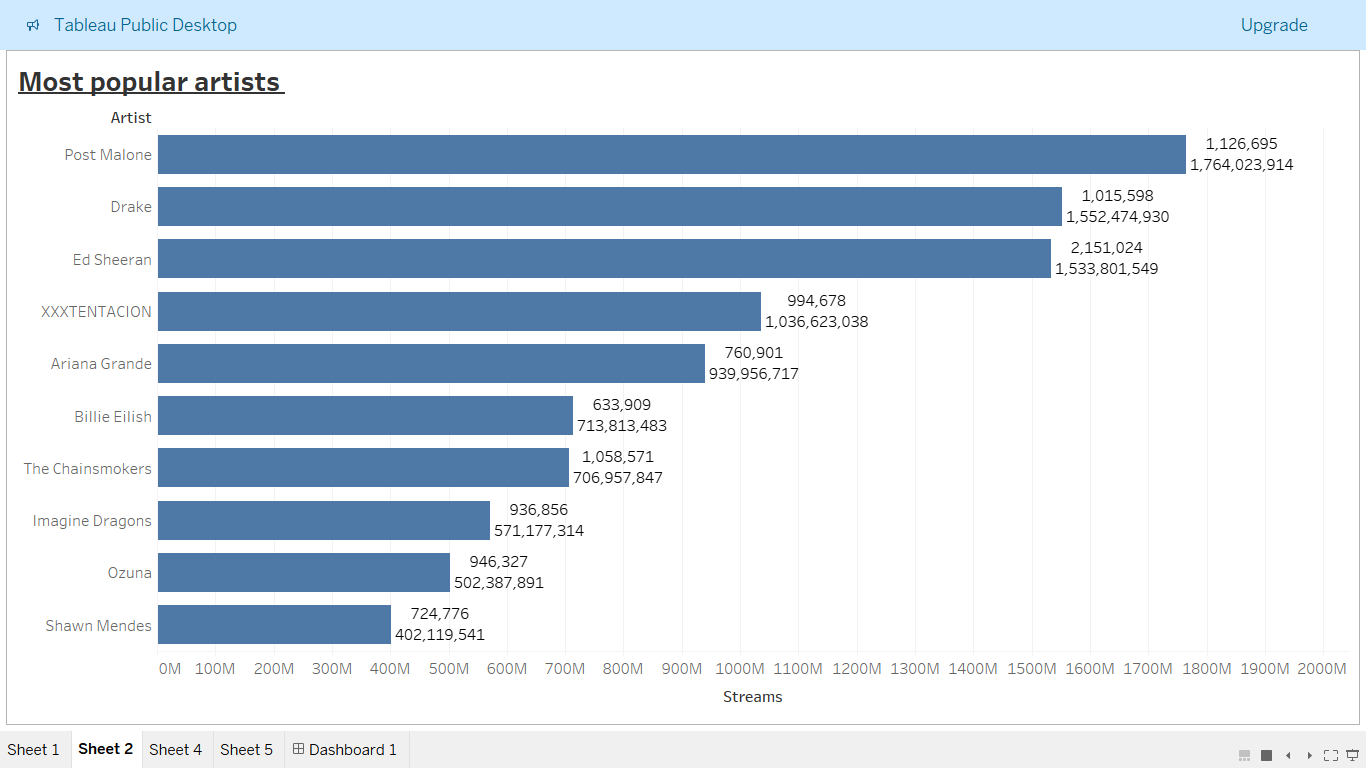 Tableau Public Desktop
Upgrade
Most popular artists
Artist
Post Malone
1,126,695
1,764,023,914
Drake
1,015,598
1,552,474,930
Ed Sheeran
2,151,024
1,533,801,549
XXXTENTACION
994,678
1,036,623,038
Ariana Grande
760,901
939,956,717
Billie Eilish
633,909
713,813,483
The Chainsmokers
1,058,571
706,957,847
Imagine Dragons
936,856
571,177,314
Ozuna
946,327
502,387,891
Shawn Mendes
724,776
402,119,541
0M 100M 200M 300M 400M 500M 600M 700M 800M 900M 1000M 1100M 1200M 1300M 1400M 1500M 1600M 1700M 1800M 1900M 2000M
Streams
Sheet 1 Sheet 2 Sheet 4 Sheet 5 Dashboard 1